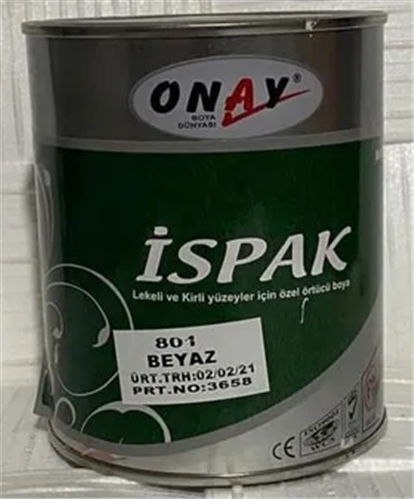 ONAY®
BOYA
DÜNYASI
İSPAK
Lekeli ve Kirli yüzeyler için özel örtücü boya
801
BEYAZ
ÜRT.TRH:02/02/21
PRT.NO:3658
CE